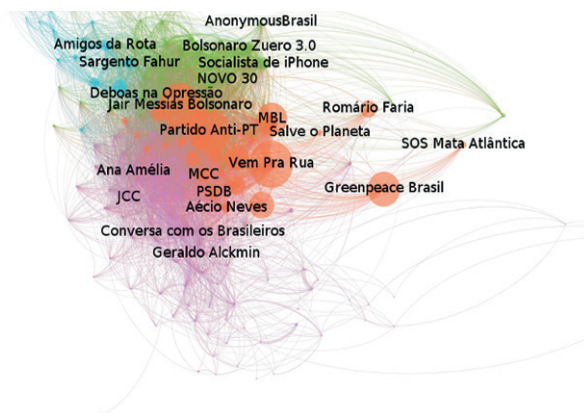 AnonymousBrasil
Amigos da Rota
Bolsonaro Zuero 3.0
Sargento Fahur
Socialista de iPhone
NOVO 30
Deboas na Opressão
Jair Messias Bolsonaro
Romário Faria
MBL
Partido Anti-PT
Salve o Planeta
SOS Mata Atlântica
Vem Pra Rua
Ana Amélia
MCC
Greenpeace Brasil
PSDB
JCC
Aécio Neves
Conversa com os Brasileiros
Geraldo Alckmin